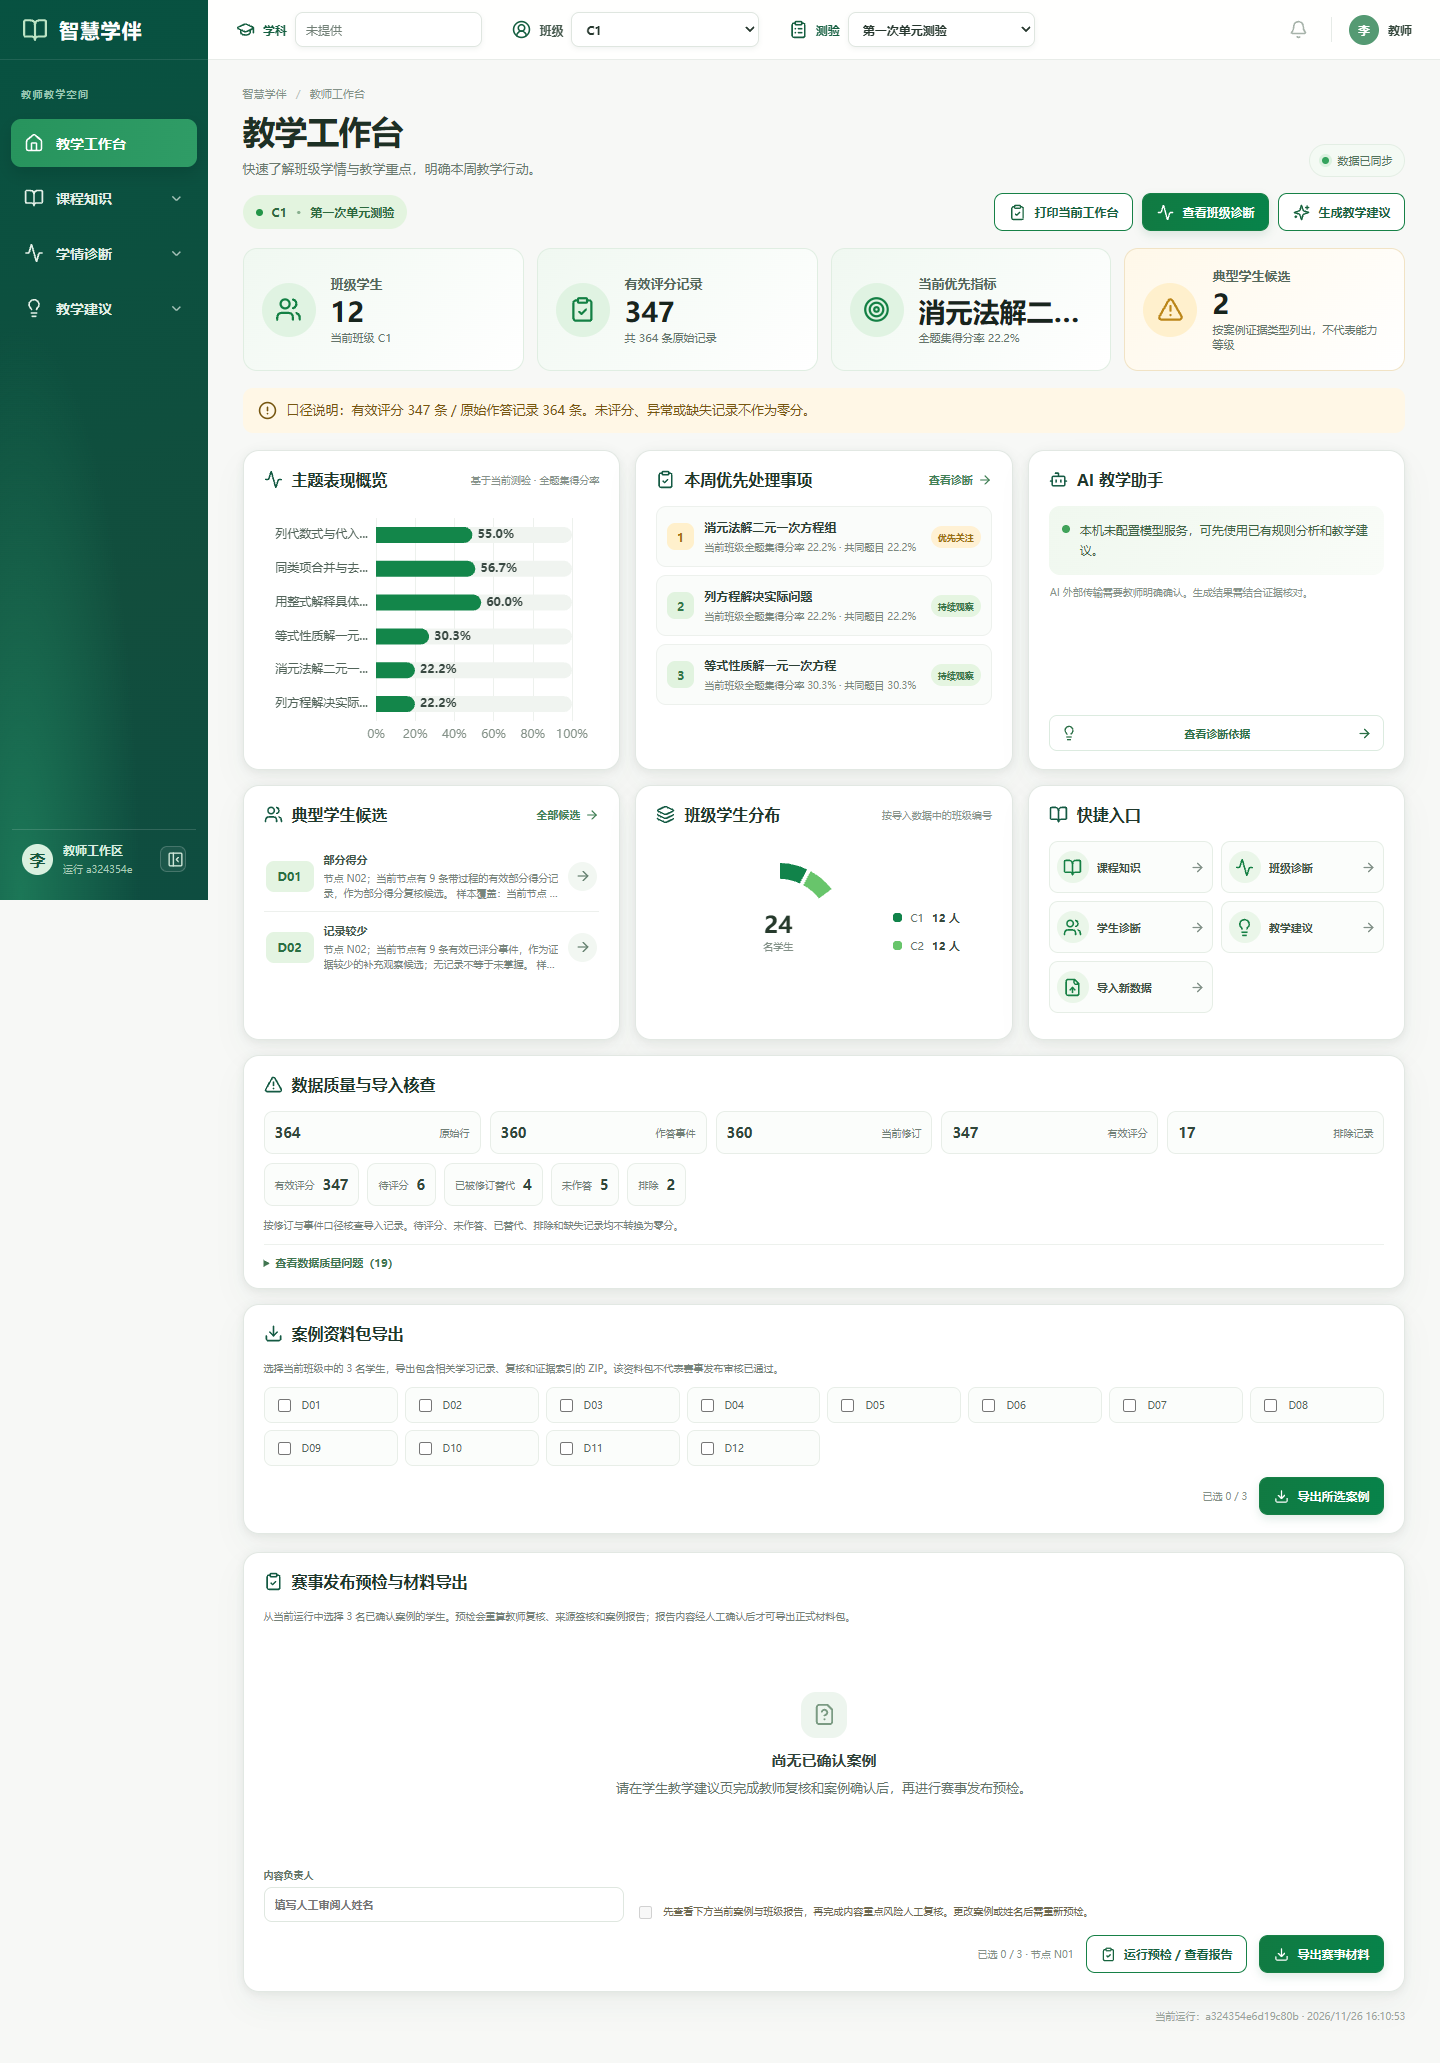 智慧学伴
学科 未提供 班级 C1 测验 第一次单元测验 李 教师
教师教学空间
教学工作台
课程知识
学情诊断
教学建议
李 教师工作区
运行 a324354e
智慧学伴 / 教师工作台
教学工作台
快速了解班级学情与教学重点，明确本周教学行动。
数据已同步
C1 • 第一次单元测验
打印当前工作台 查看班级诊断 生成教学建议
班级学生
12
当前班级 C1
有效评分记录
347
共 364 条原始记录
当前优先指标
消元法解二...
全题集得分率 22.2%
典型学生候选
2
按案例证据类型列出，不代表能力
等级
口径说明：有效评分 347 条 / 原始作答记录 364 条。未评分、异常或缺失记录不作为零分。
主题表现概览 基于当前测验 · 全题集得分率
列代数式与代入... 55.0%
同类项合并与去... 56.7%
用整式解释具体... 60.0%
等式性质解一元... 30.3%
消元法解二元一... 22.2%
列方程解决实际... 22.2%
0% 20% 40% 60% 80% 100%
本周优先处理事项 查看诊断
1 消元法解二元一次方程组 优先关注
当前班级全题集得分率 22.2% · 共同题目 22.2%
2 列方程解决实际问题 持续观察
当前班级全题集得分率 22.2% · 共同题目 22.2%
3 等式性质解一元一次方程 持续观察
当前班级全题集得分率 30.3% · 共同题目 30.3%
AI 教学助手
本机未配置模型服务，可先使用已有规则分析和教学建
议。
AI 外部传输需要教师明确确认。生成结果需结合证据核对。
查看诊断依据
典型学生候选 全部候选
D01 部分得分
节点 N02；当前节点有 9 条带过程的有效部分得分记
录，作为部分得分复核候选。 样本覆盖：当前节点 ...
D02 记录较少
节点 N02；当前节点有 9 条有效已评分事件，作为证
据较少的补充观察候选；无记录不等于未掌握。 样...
班级学生分布 按导入数据中的班级编号
24
名学生
C1 12 人
C2 12 人
快捷入口
课程知识 班级诊断
学生诊断 教学建议
导入新数据
数据质量与导入核查
364 原始行 360 作答事件 360 当前修订 347 有效评分 17 排除记录
有效评分 347 待评分 6 已被修订替代 4 未作答 5 排除 2
按修订与事件口径核查导入记录。待评分、未作答、已替代、排除和缺失记录均不转换为零分。
查看数据质量问题（19）
案例资料包导出
选择当前班级中的 3 名学生，导出包含相关学习记录、复核和证据索引的 ZIP。该资料包不代表赛事发布审核已通过。
D01 D02 D03 D04 D05 D06 D07 D08
D09 D10 D11 D12
已选 0 / 3 导出所选案例
赛事发布预检与材料导出
从当前运行中选择 3 名已确认案例的学生。预检会重算教师复核、来源签核和案例报告；报告内容经人工确认后才可导出正式材料包。
尚无已确认案例
请在学生教学建议页完成教师复核和案例确认后，再进行赛事发布预检。
内容负责人
填写人工审阅人姓名
先查看下方当前案例与班级报告，再完成内容重点风险人工复核。更改案例或姓名后需重新预检。
已选 0 / 3 · 节点 N01 运行预检 / 查看报告 导出赛事材料
当前运行：a324354e6d19c80b · 2026/11/26 16:10:53